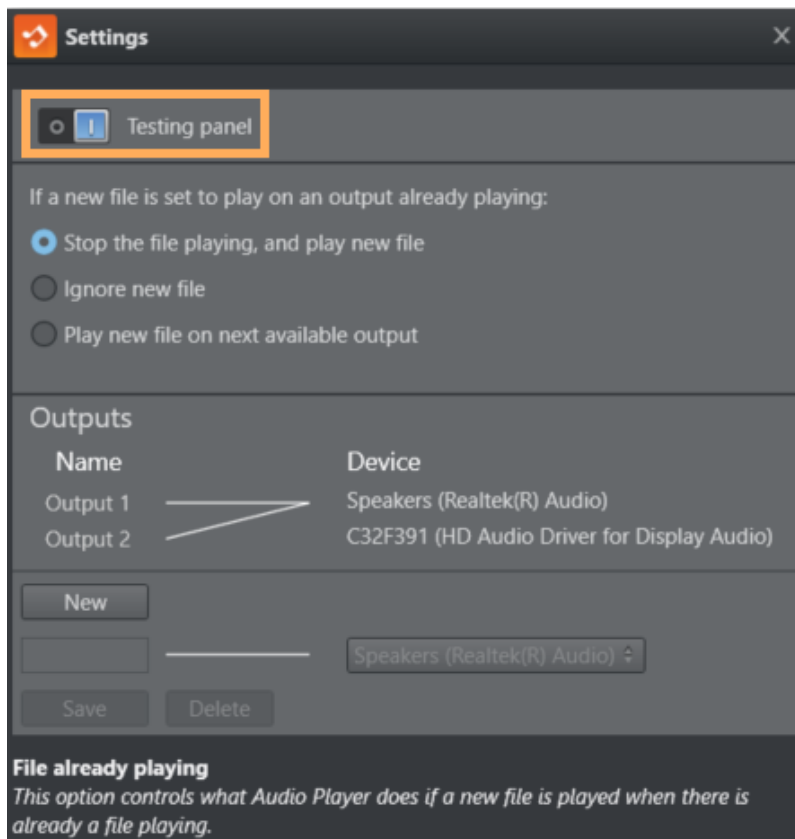 Settings
Testing panel
If a new file is set to play on an output already playing:
Stop the file playing, and play new file
Ignore new file
Play new file on next available output
Outputs
Name Device
Output 1 Speakers (Realtek(R) Audio)
Output 2 C32F391 (HD Audio Driver for Display Audio)
New
Speakers (Realtek(R) Audio)
Save Delete
File already playing
This option controls what Audio Player does if a new file is played when there is
already a file playing.